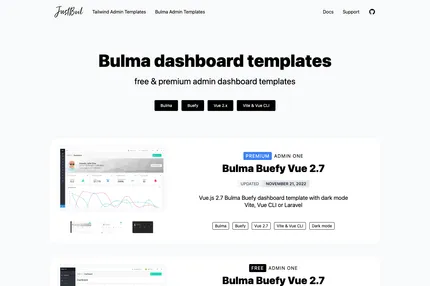 JustBoil
Tailwind Admin Templates
Bulma Admin Templates
Docs
Support
Bulma dashboard templates
free & premium admin dashboard templates
Bulma
Buefy
Vue 2.x
Vite & Vue CLI
PREMIUM ADMIN ONE
Bulma Buefy Vue 2.7
UPDATED NOVEMBER 21, 2022
Vue.js 2.7 Bulma Buefy dashboard template with dark mode
Vite, Vue CLI or Laravel
Bulma
Buefy
Vue 2.7
Vite & Vue CLI
Dark mode
FREE ADMIN ONE
Bulma Buefy Vue 2.7